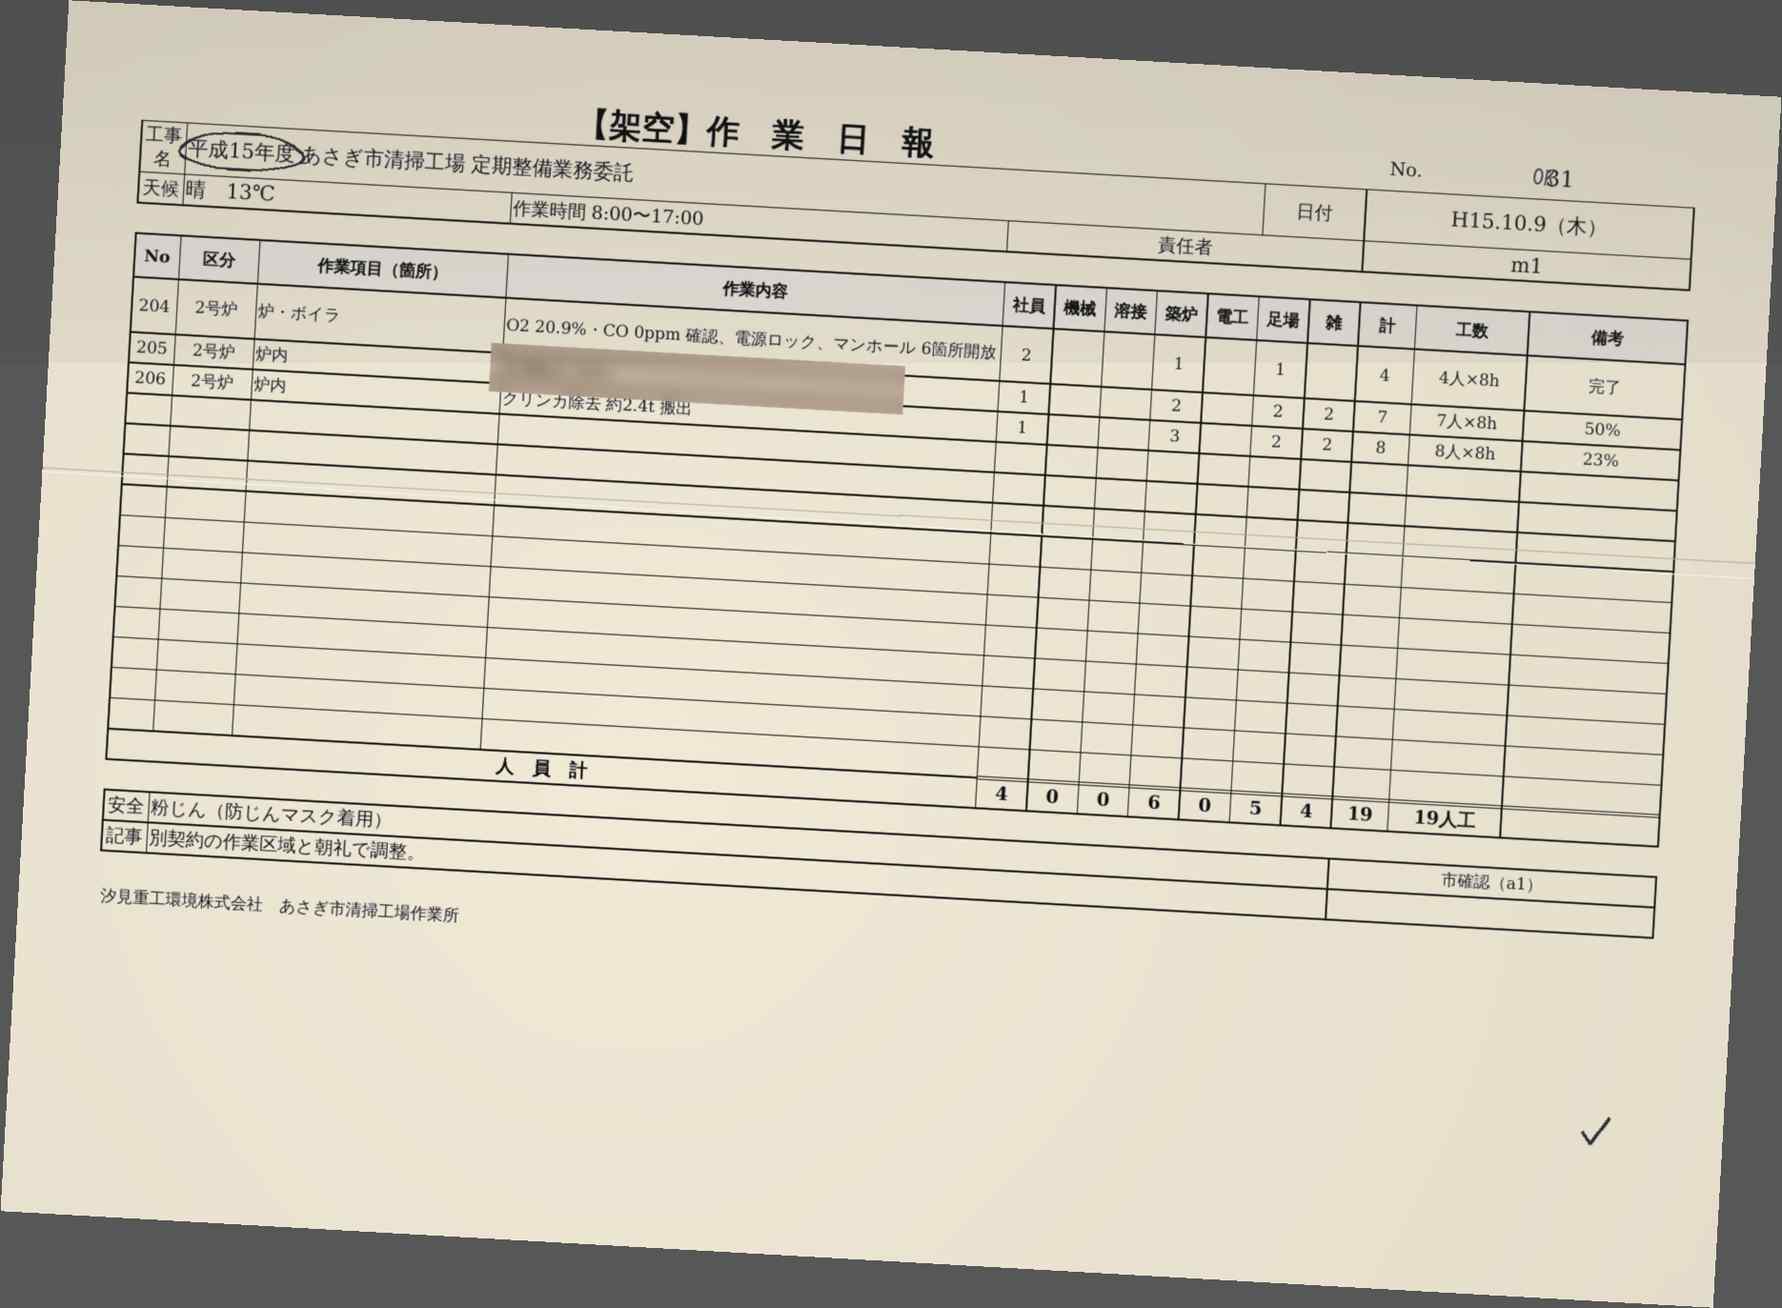 【架空】作 業 日 報
No. 31
工事名 平成15年度 あさぎ市清掃工場 定期整備業務委託 日付 H15.10.9（木）
天候 晴 13℃ 作業時間 8:00〜17:00 責任者 m1
No 区分 作業項目（箇所） 作業内容 社員 機械 溶接 築炉 電工 足場 雑 計 工数 備考
204 2号炉 炉・ボイラ O2 20.9%・CO 0ppm 確認、電源ロック、マンホール 6箇所開放 2 1 1 4 4人×8h 完了
205 2号炉 炉内 1 2 2 2 7 7人×8h 50%
206 2号炉 炉内 クリンカ除去 約2.4t 搬出 1 3 2 2 8 8人×8h 23%
人 員 計 4 0 0 6 0 5 4 19 19人工
安全 粉じん（防じんマスク着用）
記事 別契約の作業区域と朝礼で調整。
市確認（a1）
汐見重工環境株式会社 あさぎ市清掃工場作業所